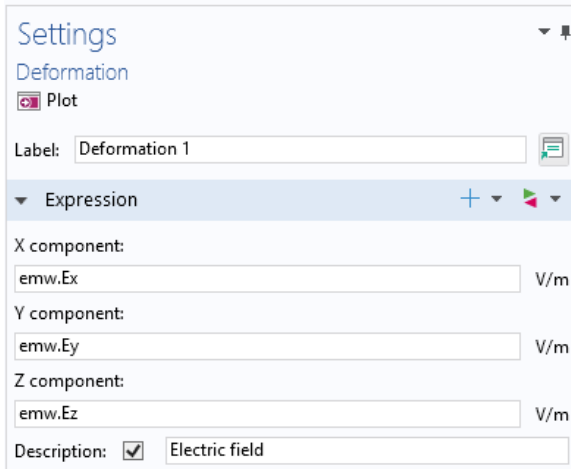 Settings
Deformation
Plot
Label: Deformation 1
Expression
X component:
emw.Ex V/m
Y component:
emw.Ey V/m
Z component:
emw.Ez V/m
Description: Electric field